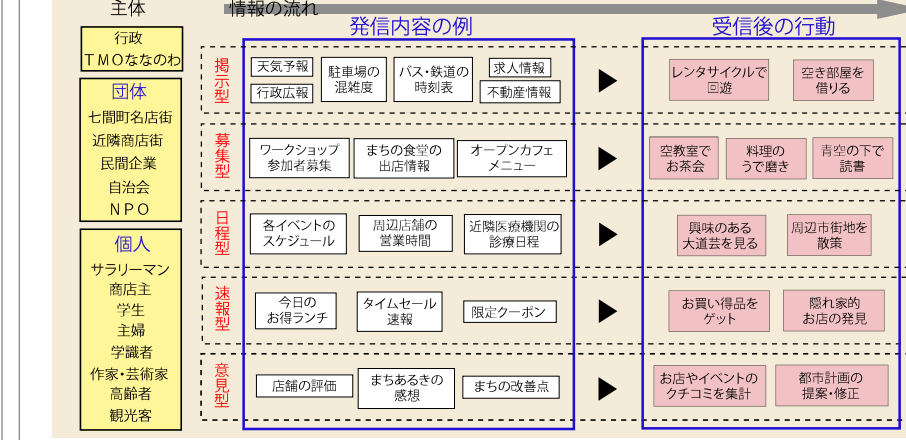 主体
情報の流れ
発信内容の例
受信後の行動
行政
TMOななのわ
団体
七間町名店街
近隣商店街
民間企業
自治会
NPO
個人
サラリーマン
商店主
学生
主婦
学識者
作家・芸術家
高齢者
観光客
掲示型
天気予報
行政広報
駐車場の
混雑度
バス・鉄道の
時刻表
求人情報
不動産情報
レンタサイクルで
回遊
空き部屋を
借りる
募集型
ワークショップ
参加者募集
まちの食堂の
出店情報
オープンカフェ
メニュー
空教室で
お茶会
料理の
うで磨き
青空の下で
読書
日程型
各イベントの
スケジュール
周辺店舗の
営業時間
近隣医療機関の
診療日程
興味のある
大道芸を見る
周辺市街地を
散策
速報型
今日の
お得ランチ
タイムセール
速報
限定クーポン
お買い得品を
ゲット
隠れ家的
お店の発見
意見型
店舗の評価
まちあるきの
感想
まちの改善点
お店やイベントの
クチコミを集計
都市計画の
提案・修正